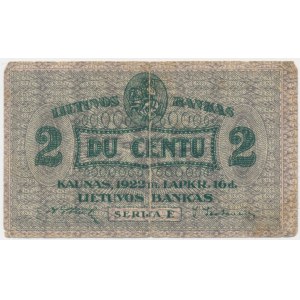 LIETUVOS BANKAS
2 DU CENTU 2
KAUNAS, 1922 m. LAPKR. 16 d.
LIETUVOS BANKAS
SERIJA E